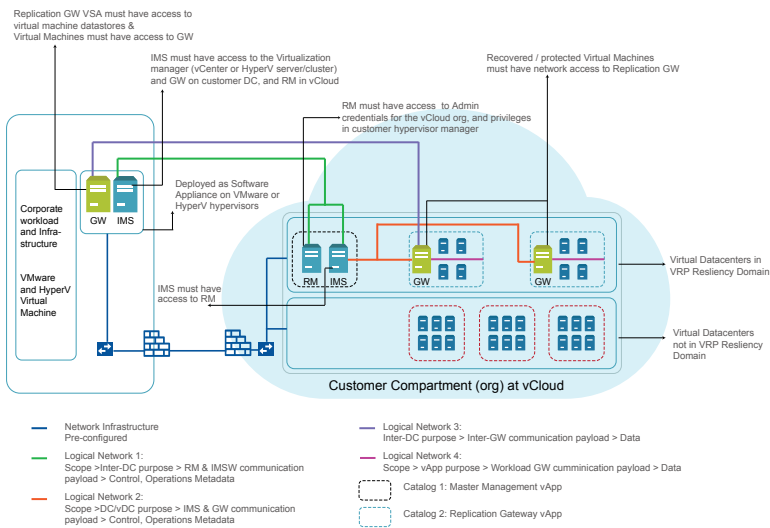 Replication GW VSA must have access to
virtual machine datastores &
Virtual Machines must have access to GW
IMS must have access to the Virtualization
manager (vCenter or HyperV server/cluster)
and GW on customer DC, and RM in vCloud
Recovered / protected Virtual Machines
must have network access to Replication GW
RM must have access  to Admin
credentials for the vCloud org, and privileges
in customer hypervisor manager
Deployed as Software
Appliance on VMware or
HyperV hypervisors
GW
IMS
Corporate
workload
and Infra-
structure
VMware
and HyperV
Virtual
Machine
IMS must have
access to RM
RM
IMS
GW
GW
Virtual Datacenters in
VRP Resliency Domain
Virtual Datacenters
not in VRP Resliency
Domain
Customer Compartment (org) at vCloud
Network Infrastructure
Pre-configured
Logical Network 1:
Scope >Inter-DC purpose > RM & IMSW communication
payload > Control, Operations Metadata
Logical Network 2:
Scope >DC/vDC purpose > IMS & GW communication
payload > Control, Operations Metadata
Logical Network 3:
Inter-DC purpose > Inter-GW communication payload > Data
Logical Network 4:
Scope > vApp purpose > Workload GW cumminication payload > Data
Catalog 1: Master Management vApp
Catalog 2: Replication Gateway vApp